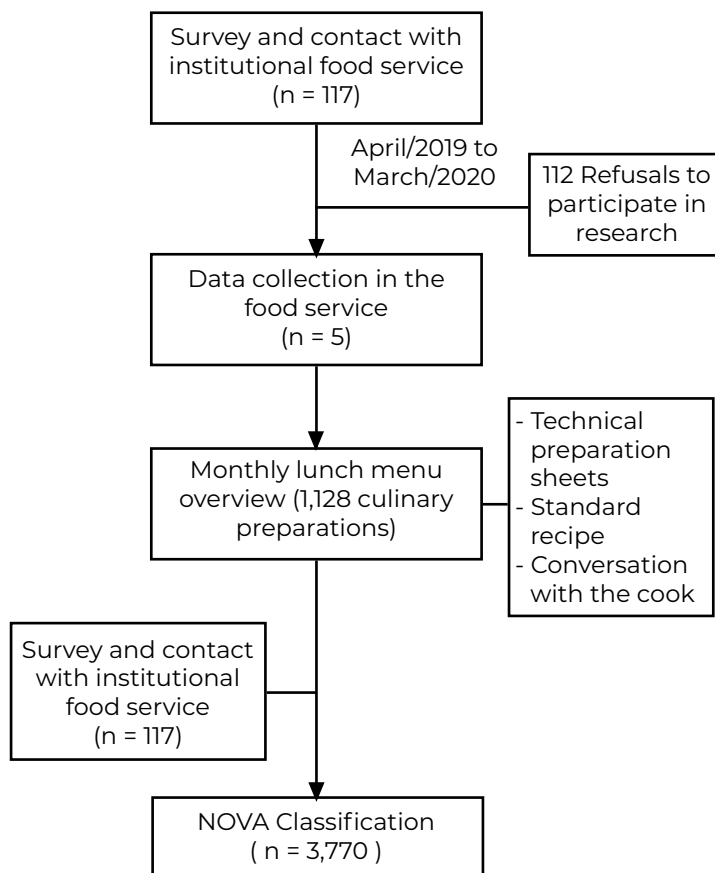 Survey and contact with
institutional food service
(n = 117)
April/2019 to
March/2020
112 Refusals to
participate in
research
Data collection in the
food service
(n = 5)
Monthly lunch menu
overview (1,128 culinary
preparations)
- Technical
preparation
sheets
- Standard
recipe
- Conversation
with the cook
Survey and contact
with institutional
food service
(n = 117)
NOVA Classification
( n = 3,770 )